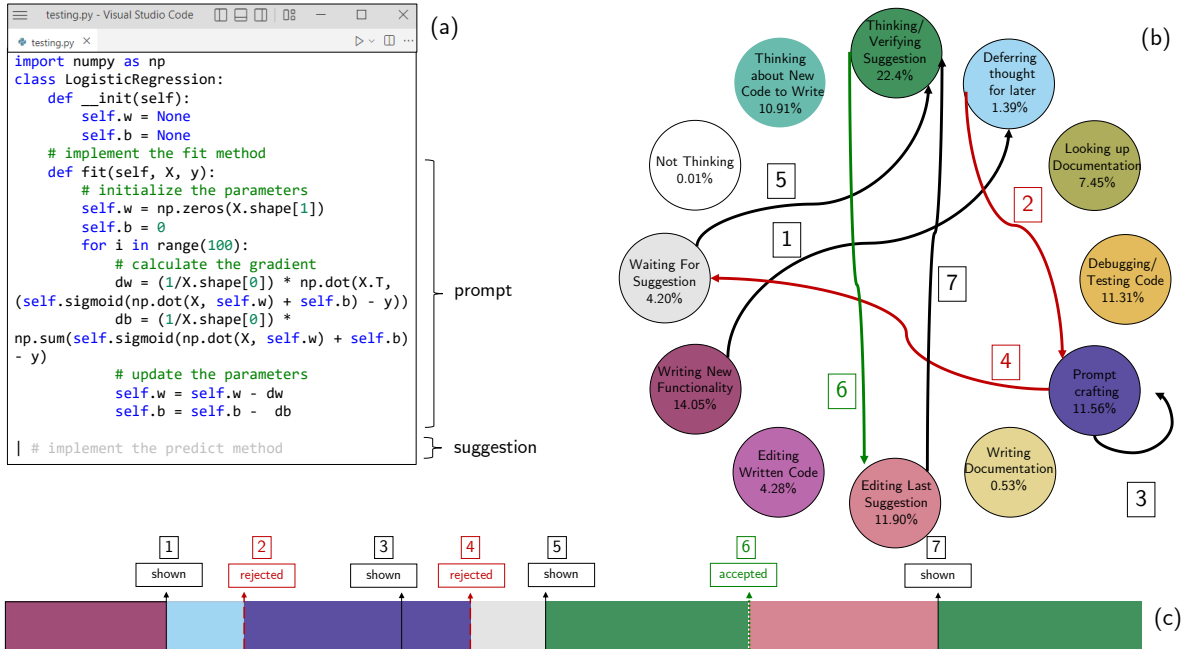 testing.py - Visual Studio Code
testing.py
import numpy as np
class LogisticRegression:
def __init(self):
self.w = None
self.b = None
# implement the fit method
def fit(self, X, y):
# initialize the parameters
self.w = np.zeros(X.shape[1])
self.b = 0
for i in range(100):
# calculate the gradient
dw = (1/X.shape[0]) * np.dot(X.T,
(self.sigmoid(np.dot(X, self.w) + self.b) - y))
db = (1/X.shape[0]) *
np.sum(self.sigmoid(np.dot(X, self.w) + self.b)
- y)
# update the parameters
self.w = self.w - dw
self.b = self.b - db
# implement the predict method
prompt
suggestion
(a)
(b)
Thinking/
Verifying
Suggestion
22.4%
Deferring
thought
for later
1.39%
Looking up
Documentation
7.45%
Debugging/
Testing Code
11.31%
Prompt
crafting
11.56%
Writing
Documentation
0.53%
Editing Last
Suggestion
11.90%
Editing
Written Code
4.28%
Writing New
Functionality
14.05%
Waiting For
Suggestion
4.20%
Not Thinking
0.01%
Thinking
about New
Code to Write
10.91%
5
1
2
7
4
6
3
1
shown
2
rejected
3
shown
4
rejected
5
shown
6
accepted
7
shown
(c)